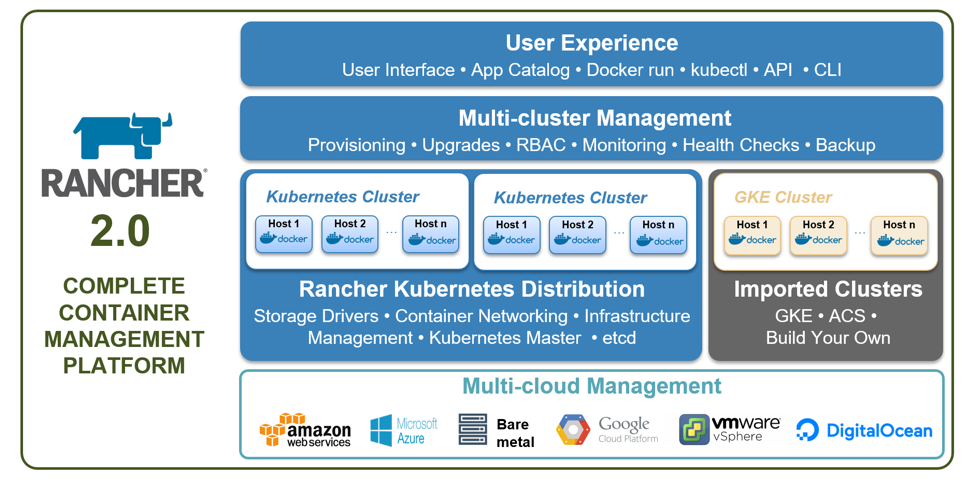 RANCHER®
2.0
COMPLETE
CONTAINER
MANAGEMENT
PLATFORM
User Experience
User Interface • App Catalog • Docker run • kubectl • API • CLI
Multi-cluster Management
Provisioning • Upgrades • RBAC • Monitoring • Health Checks • Backup
Kubernetes Cluster
Host 1 Host 2 ... Host n
docker docker docker
Kubernetes Cluster
Host 1 Host 2 ... Host n
docker docker docker
Rancher Kubernetes Distribution
Storage Drivers • Container Networking • Infrastructure
Management • Kubernetes Master • etcd
GKE Cluster
Host 1 Host 2 ... Host n
docker docker docker
Imported Clusters
GKE • ACS •
Build Your Own
Multi-cloud Management
amazon
web services
Microsoft
Azure
Bare
metal
Google
Cloud Platform
vmware
vSphere
DigitalOcean